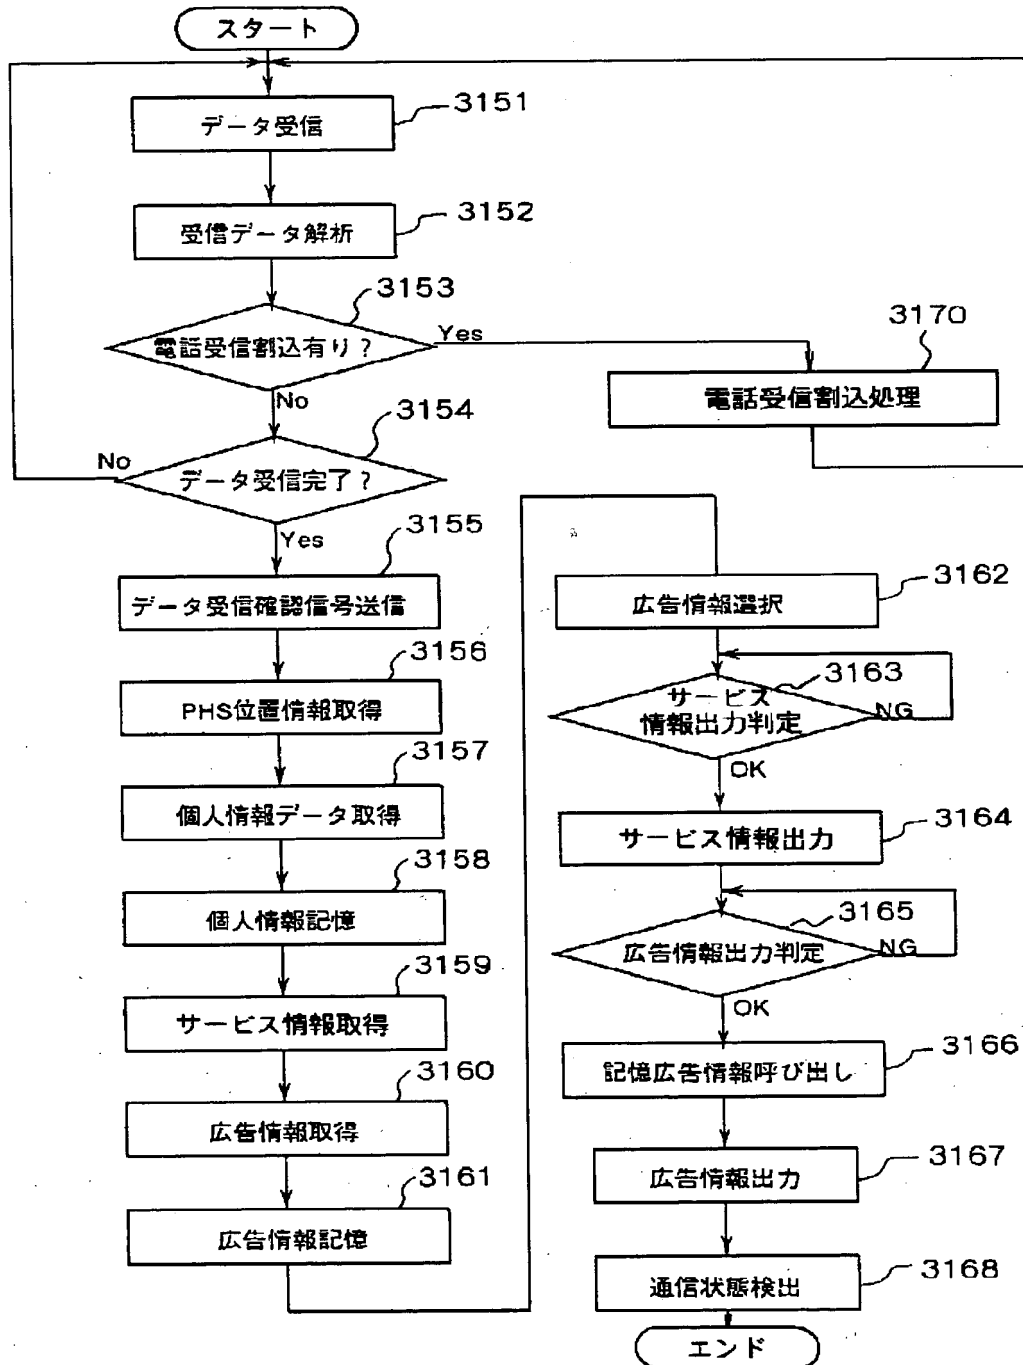 スタート
データ受信
3151
受信データ解析
3152
電話受信割込有り？
3153
Yes
No
電話受信割込処理
3170
データ受信完了？
3154
No
Yes
データ受信確認信号送信
3155
PHS位置情報取得
3156
個人情報データ取得
3157
個人情報記憶
3158
サービス情報取得
3159
広告情報取得
3160
広告情報記憶
3161
広告情報選択
3162
サービス
情報出力判定
3163
NG
OK
サービス情報出力
3164
広告情報出力判定
3165
NG
OK
記憶広告情報呼び出し
3166
広告情報出力
3167
通信状態検出
3168
エンド